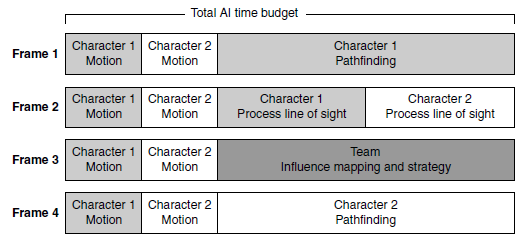 Total AI time budget
Frame 1
Character 1
Motion
Character 2
Motion
Character 1
Pathfinding
Frame 2
Character 1
Motion
Character 2
Motion
Character 1
Process line of sight
Character 2
Process line of sight
Frame 3
Character 1
Motion
Character 2
Motion
Team
Influence mapping and strategy
Frame 4
Character 1
Motion
Character 2
Motion
Character 2
Pathfinding